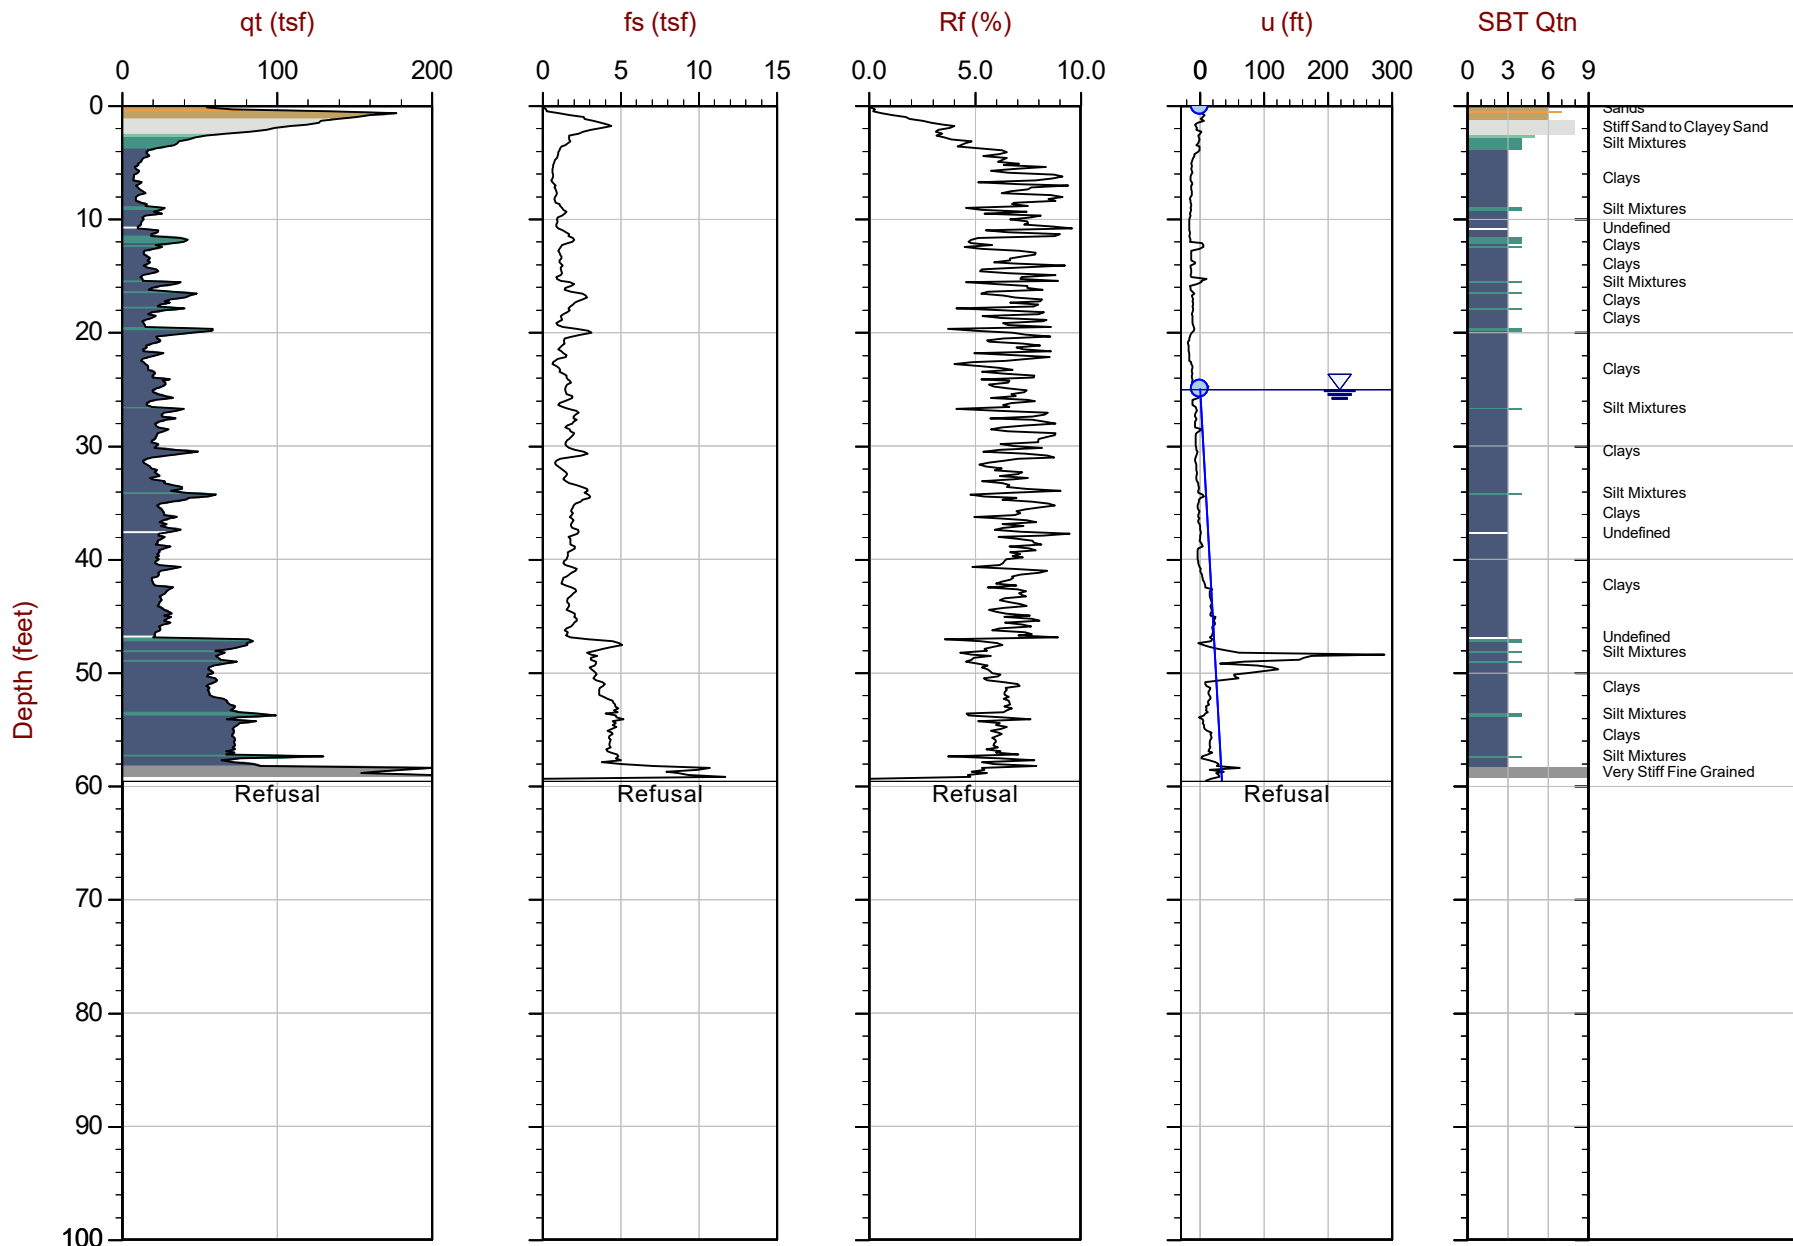 qt (tsf) fs (tsf) Rf (%) u (ft) SBT Qtn
0 100 200 0 5 10 15 0.0 5.0 10.0 0 100 200 300 0 3 6 9
0
Sands
Stiff Sand to Clayey Sand
Silt Mixtures
Clays
Silt Mixtures
10
Undefined
Clays
Clays
Silt Mixtures
Clays
Clays
20
Clays
Silt Mixtures
30
Clays
Silt Mixtures
Clays
Undefined
40
Clays
Undefined
Silt Mixtures
50
Clays
Silt Mixtures
Clays
Silt Mixtures
Very Stiff Fine Grained
60
Refusal Refusal Refusal Refusal
70
80
90
100
Depth (feet)